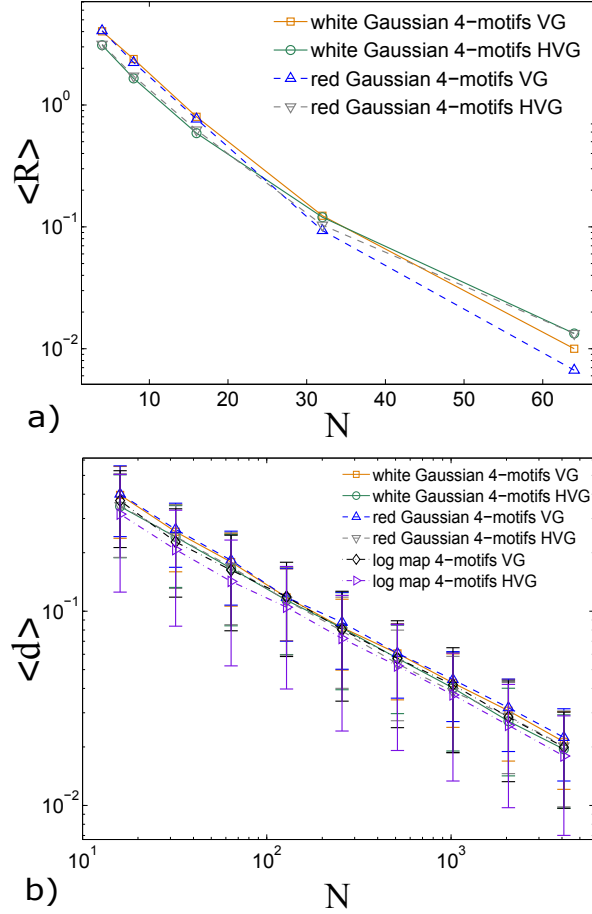 white Gaussian 4−motifs VG
white Gaussian 4−motifs HVG
red Gaussian 4−motifs VG
red Gaussian 4−motifs HVG
10^0
10^-1
10^-2
<R>
10 20 30 40 50 60
N
a)
white Gaussian 4−motifs VG
white Gaussian 4−motifs HVG
red Gaussian 4−motifs VG
red Gaussian 4−motifs HVG
log map 4−motifs VG
log map 4−motifs HVG
10^-1
10^-2
<d>
10^1 10^2 10^3
N
b)